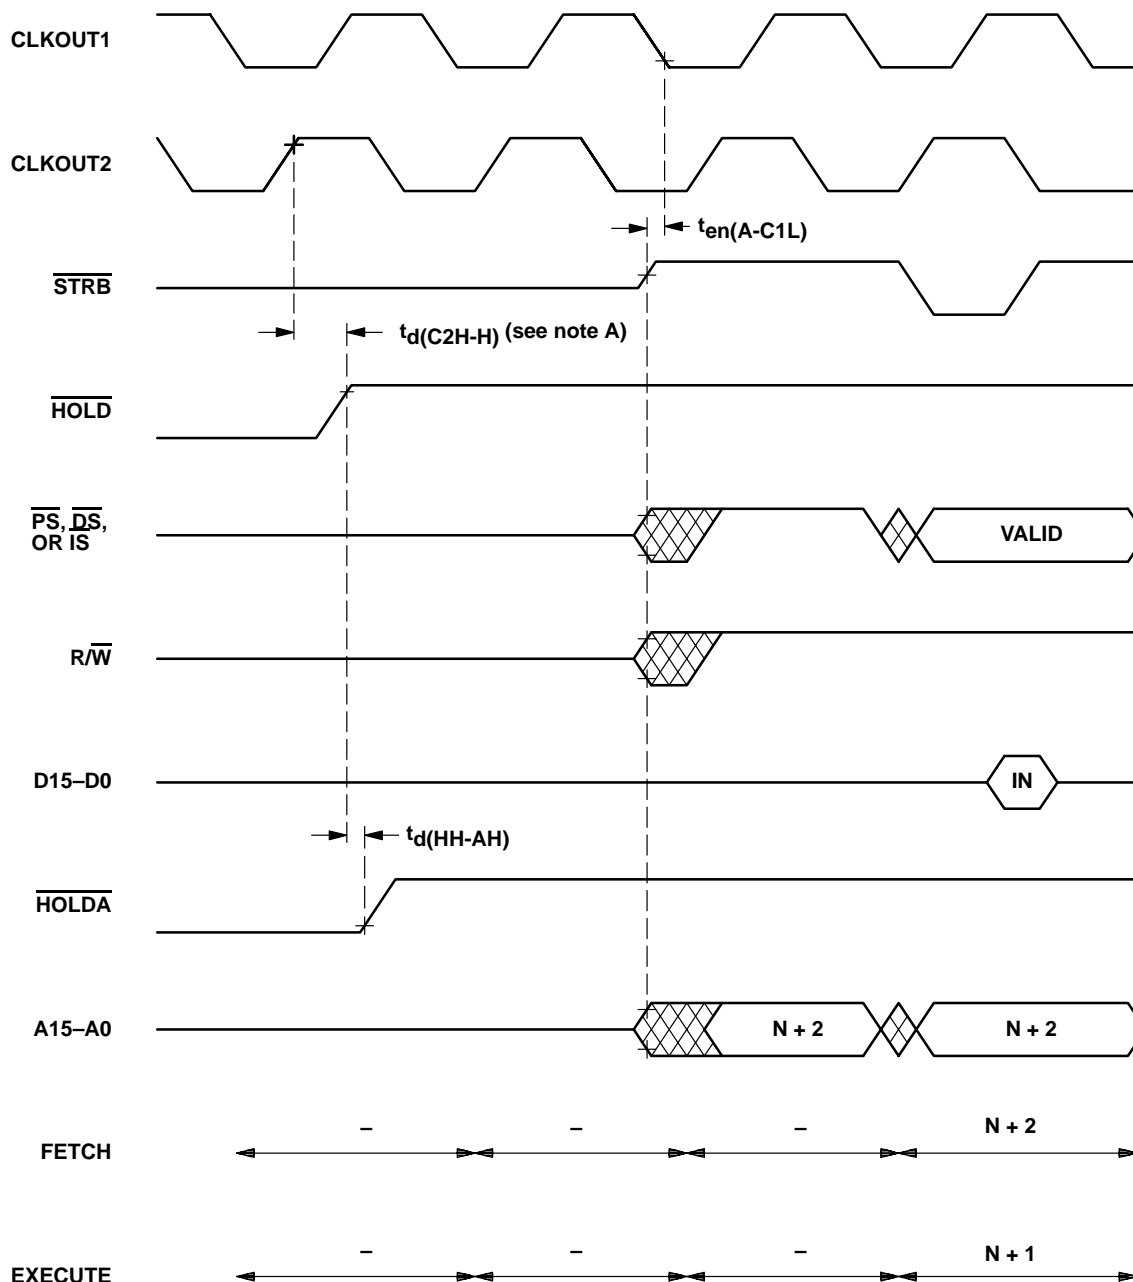 CLKOUT1
CLKOUT2
ten(A-C1L)
STRB
td(C2H-H) (see note A)
HOLD
PS, DS,
OR IS
VALID
R/W
D15–D0
IN
td(HH-AH)
HOLDA
A15–A0
N + 2
N + 2
FETCH
–
–
–
N + 2
EXECUTE
–
–
–
N + 1